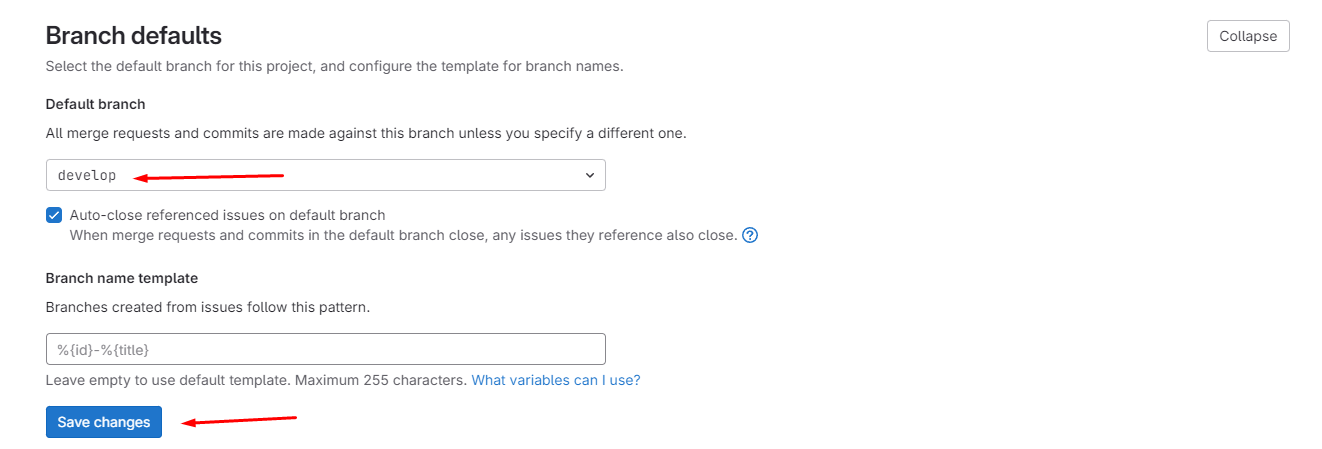 Branch defaults
Collapse
Select the default branch for this project, and configure the template for branch names.
Default branch
All merge requests and commits are made against this branch unless you specify a different one.
develop
Auto-close referenced issues on default branch
When merge requests and commits in the default branch close, any issues they reference also close.
Branch name template
Branches created from issues follow this pattern.
%{id}-%{title}
Leave empty to use default template. Maximum 255 characters. What variables can I use?
Save changes